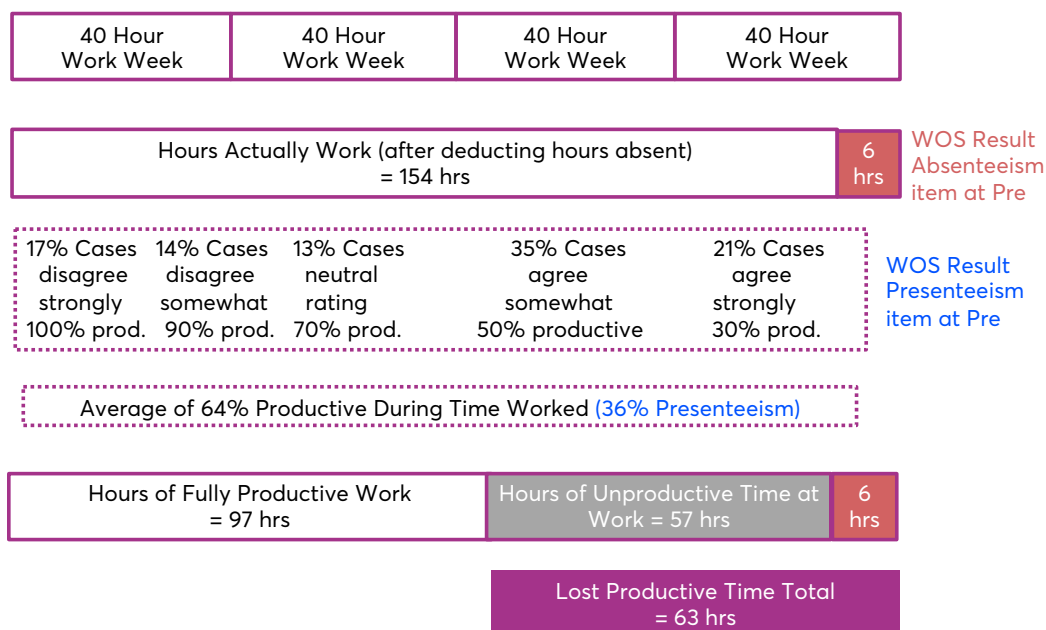 40 Hour
Work Week
40 Hour
Work Week
40 Hour
Work Week
40 Hour
Work Week
Hours Actually Work (after deducting hours absent)
= 154 hrs
6
hrs
WOS Result
Absenteeism
item at Pre
17% Cases
disagree
strongly
100% prod.
14% Cases
disagree
somewhat
90% prod.
13% Cases
neutral
rating
70% prod.
35% Cases
agree
somewhat
50% productive
21% Cases
agree
strongly
30% prod.
WOS Result
Presenteeism
item at Pre
Average of 64% Productive During Time Worked (36% Presenteeism)
Hours of Fully Productive Work
= 97 hrs
Hours of Unproductive Time at
Work = 57 hrs
6
hrs
Lost Productive Time Total
= 63 hrs